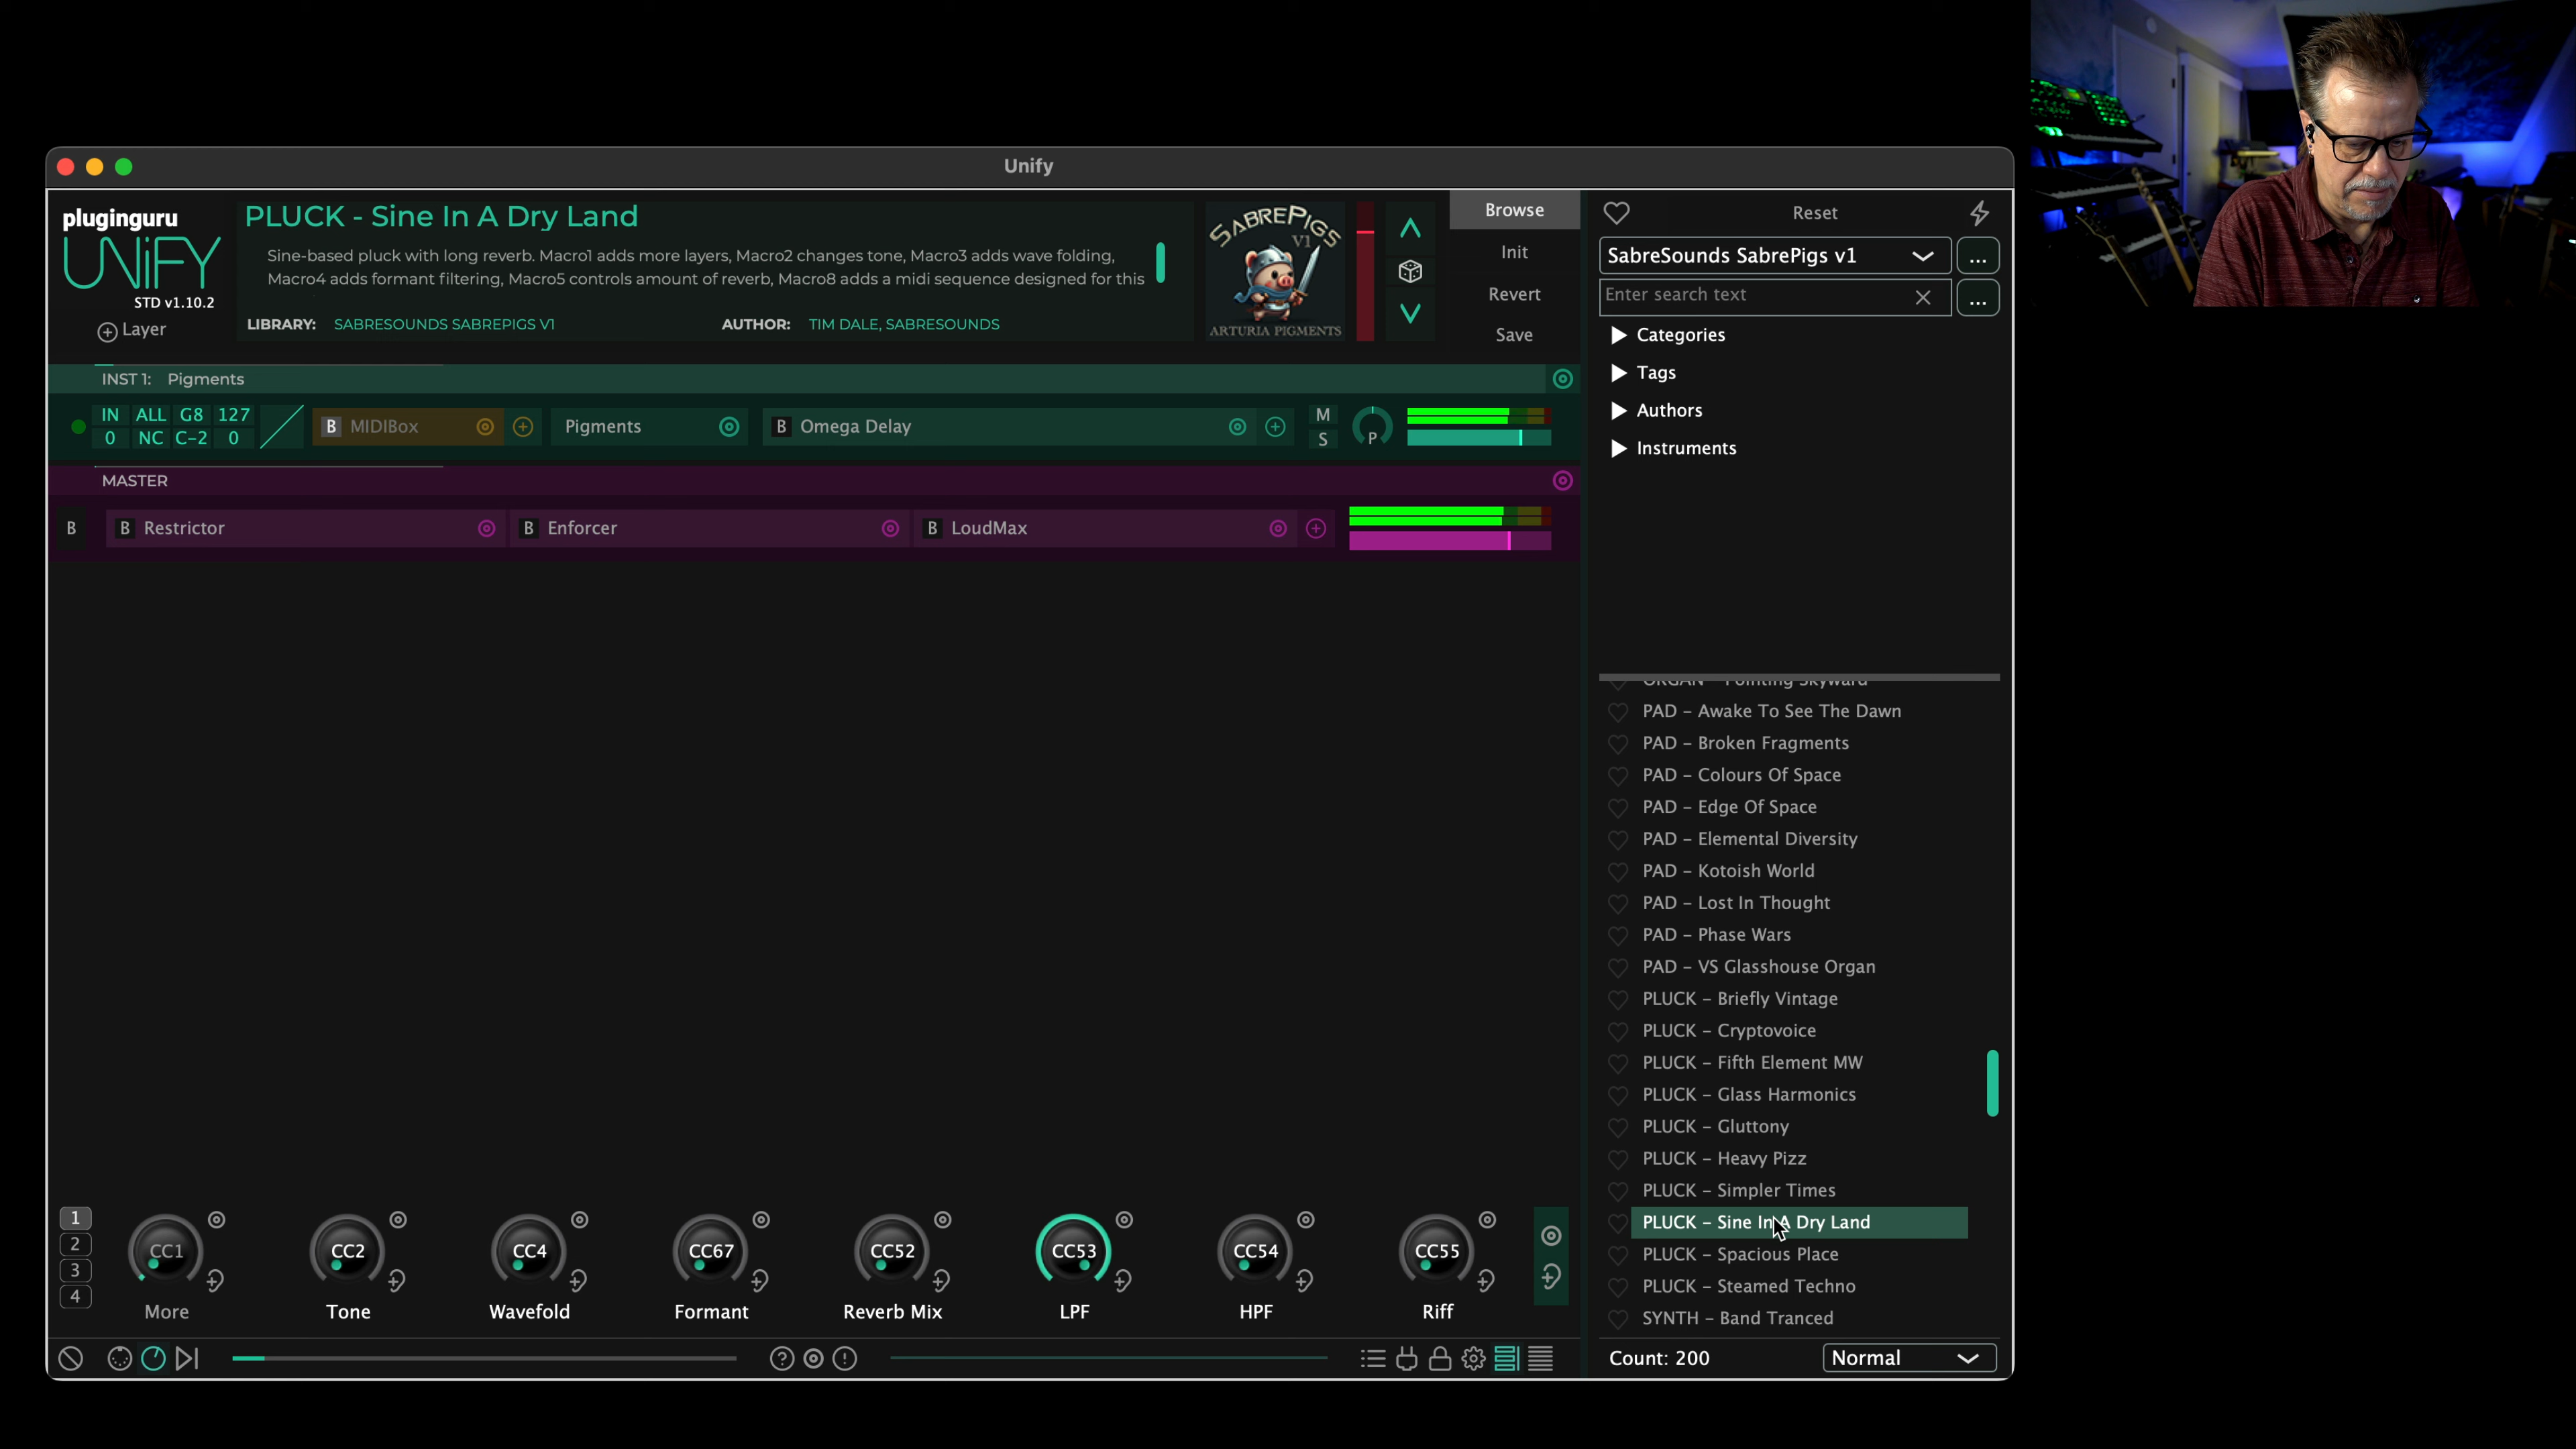 Unify
pluginguru
UNIFY
STD v1.10.2
Layer
PLUCK - Sine In A Dry Land
Sine-based pluck with long reverb. Macro1 adds more layers, Macro2 changes tone, Macro3 adds wave folding,
Macro4 adds formant filtering, Macro5 controls amount of reverb, Macro8 adds a midi sequence designed for this
LIBRARY: SABRESOUNDS SABREPIGS V1 AUTHOR: TIM DALE, SABRESOUNDS
SABREPIGS
V1
ARTURIA PIGMENTS
Browse
Init
Revert
Save
INST 1: Pigments
IN ALL G8 127
0 NC C-2 0
B MIDIBox
Pigments
B Omega Delay
M
S
P
MASTER
B
B Restrictor
B Enforcer
B LoudMax
1
2
3
4
CC1 CC2 CC4 CC67 CC52 CC53 CC54 CC55
More Tone Wavefold Formant Reverb Mix LPF HPF Riff
Reset
SabreSounds SabrePigs v1
...
Enter search text
...
Categories
Tags
Authors
Instruments
ORGAN - Pointing Skyward
PAD - Awake To See The Dawn
PAD - Broken Fragments
PAD - Colours Of Space
PAD - Edge Of Space
PAD - Elemental Diversity
PAD - Kotoish World
PAD - Lost In Thought
PAD - Phase Wars
PAD - VS Glasshouse Organ
PLUCK - Briefly Vintage
PLUCK - Cryptovoice
PLUCK - Fifth Element MW
PLUCK - Glass Harmonics
PLUCK - Gluttony
PLUCK - Heavy Pizz
PLUCK - Simpler Times
PLUCK - Sine In A Dry Land
PLUCK - Spacious Place
PLUCK - Steamed Techno
SYNTH - Band Tranced
Count: 200
Normal